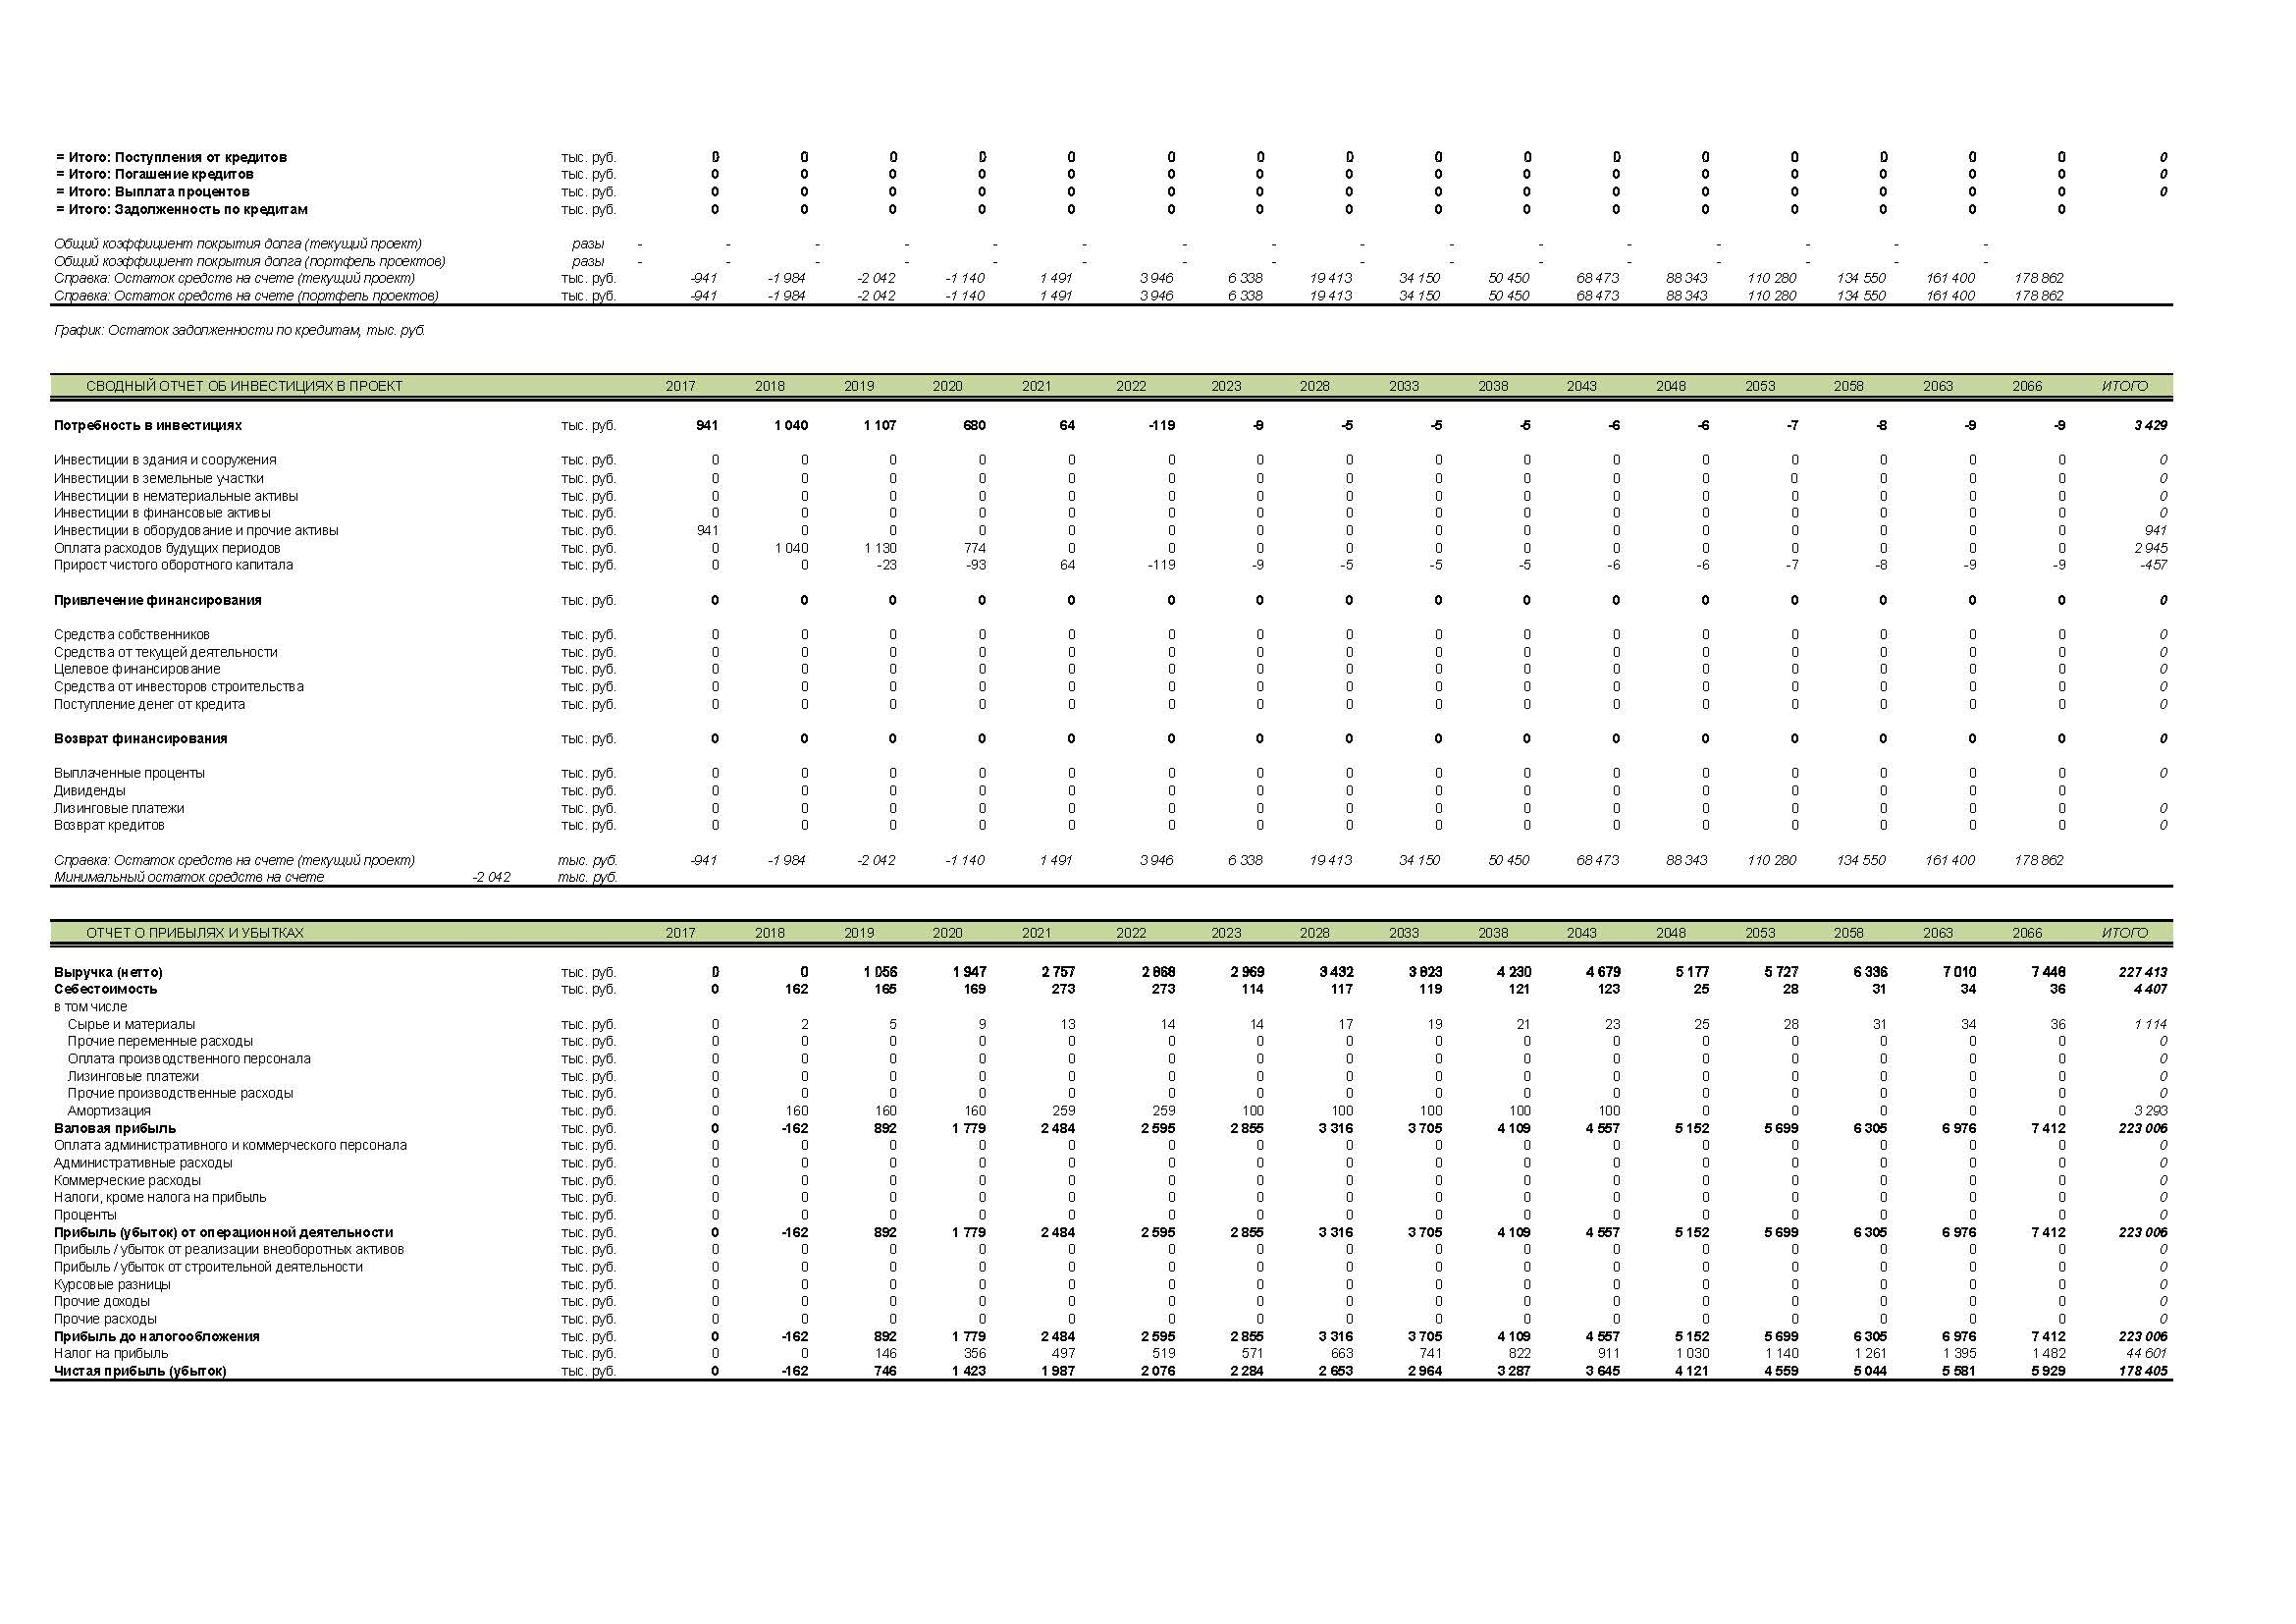 = Итого: Поступления от кредитов тыс. руб. 0 0 0 0 0 0 0 0 0 0 0 0 0 0 0 0 0
= Итого: Погашение кредитов тыс. руб. 0 0 0 0 0 0 0 0 0 0 0 0 0 0 0 0 0
= Итого: Выплата процентов тыс. руб. 0 0 0 0 0 0 0 0 0 0 0 0 0 0 0 0 0
= Итого: Задолженность по кредитам тыс. руб. 0 0 0 0 0 0 0 0 0 0 0 0 0 0 0 0
Общий коэффициент покрытия долга (текущий проект) разы - - - - - - - - - - - - - - - -
Общий коэффициент покрытия долга (портфель проектов) разы - - - - - - - - - - - - - - - -
Справка: Остаток средств на счете (текущий проект) тыс. руб. -941 -1 984 -2 042 -1 140 1 491 3 946 6 338 19 413 34 150 50 450 68 473 88 343 110 280 134 550 161 400 178 862
Справка: Остаток средств на счете (портфель проектов) тыс. руб. -941 -1 984 -2 042 -1 140 1 491 3 946 6 338 19 413 34 150 50 450 68 473 88 343 110 280 134 550 161 400 178 862
График: Остаток задолженности по кредитам, тыс. руб.
СВОДНЫЙ ОТЧЕТ ОБ ИНВЕСТИЦИЯХ В ПРОЕКТ 2017 2018 2019 2020 2021 2022 2023 2028 2033 2038 2043 2048 2053 2058 2063 2066 ИТОГО
Потребность в инвестициях тыс. руб. 941 1 040 1 107 680 64 -119 -9 -5 -5 -5 -6 -6 -7 -8 -9 -9 3 429
Инвестиции в здания и сооружения тыс. руб. 0 0 0 0 0 0 0 0 0 0 0 0 0 0 0 0 0
Инвестиции в земельные участки тыс. руб. 0 0 0 0 0 0 0 0 0 0 0 0 0 0 0 0 0
Инвестиции в нематериальные активы тыс. руб. 0 0 0 0 0 0 0 0 0 0 0 0 0 0 0 0 0
Инвестиции в финансовые активы тыс. руб. 0 0 0 0 0 0 0 0 0 0 0 0 0 0 0 0 0
Инвестиции в оборудование и прочие активы тыс. руб. 941 0 0 0 0 0 0 0 0 0 0 0 0 0 0 0 941
Оплата расходов будущих периодов тыс. руб. 0 1 040 1 130 774 0 0 0 0 0 0 0 0 0 0 0 0 2 945
Прирост чистого оборотного капитала тыс. руб. 0 0 -23 -93 64 -119 -9 -5 -5 -5 -6 -6 -7 -8 -9 -9 -457
Привлечение финансирования тыс. руб. 0 0 0 0 0 0 0 0 0 0 0 0 0 0 0 0 0
Средства собственников тыс. руб. 0 0 0 0 0 0 0 0 0 0 0 0 0 0 0 0 0
Средства от текущей деятельности тыс. руб. 0 0 0 0 0 0 0 0 0 0 0 0 0 0 0 0 0
Целевое финансирование тыс. руб. 0 0 0 0 0 0 0 0 0 0 0 0 0 0 0 0 0
Средства от инвесторов строительства тыс. руб. 0 0 0 0 0 0 0 0 0 0 0 0 0 0 0 0 0
Поступление денег от кредита тыс. руб. 0 0 0 0 0 0 0 0 0 0 0 0 0 0 0 0 0
Возврат финансирования тыс. руб. 0 0 0 0 0 0 0 0 0 0 0 0 0 0 0 0 0
Выплаченные проценты тыс. руб. 0 0 0 0 0 0 0 0 0 0 0 0 0 0 0 0 0
Дивиденды тыс. руб. 0 0 0 0 0 0 0 0 0 0 0 0 0 0 0 0
Лизинговые платежи тыс. руб. 0 0 0 0 0 0 0 0 0 0 0 0 0 0 0 0 0
Возврат кредитов тыс. руб. 0 0 0 0 0 0 0 0 0 0 0 0 0 0 0 0 0
Справка: Остаток средств на счете (текущий проект) тыс. руб. -941 -1 984 -2 042 -1 140 1 491 3 946 6 338 19 413 34 150 50 450 68 473 88 343 110 280 134 550 161 400 178 862
Минимальный остаток средств на счете -2 042 тыс. руб.
ОТЧЕТ О ПРИБЫЛЯХ И УБЫТКАХ 2017 2018 2019 2020 2021 2022 2023 2028 2033 2038 2043 2048 2053 2058 2063 2066 ИТОГО
Выручка (нетто) тыс. руб. 0 0 1 056 1 947 2 757 2 868 2 969 3 432 3 823 4 230 4 679 5 177 5 727 6 336 7 010 7 448 227 413
Себестоимость тыс. руб. 0 162 165 169 273 273 114 117 119 121 123 25 28 31 34 36 4 407
в том числе
Сырье и материалы тыс. руб. 0 2 5 9 13 14 14 17 19 21 23 25 28 31 34 36 1 114
Прочие переменные расходы тыс. руб. 0 0 0 0 0 0 0 0 0 0 0 0 0 0 0 0 0
Оплата производственного персонала тыс. руб. 0 0 0 0 0 0 0 0 0 0 0 0 0 0 0 0 0
Лизинговые платежи тыс. руб. 0 0 0 0 0 0 0 0 0 0 0 0 0 0 0 0 0
Прочие производственные расходы тыс. руб. 0 0 0 0 0 0 0 0 0 0 0 0 0 0 0 0 0
Амортизация тыс. руб. 0 160 160 160 259 259 100 100 100 100 100 0 0 0 0 0 3 293
Валовая прибыль тыс. руб. 0 -162 892 1 779 2 484 2 595 2 855 3 316 3 705 4 109 4 557 5 152 5 699 6 305 6 976 7 412 223 006
Оплата административного и коммерческого персонала тыс. руб. 0 0 0 0 0 0 0 0 0 0 0 0 0 0 0 0 0
Административные расходы тыс. руб. 0 0 0 0 0 0 0 0 0 0 0 0 0 0 0 0 0
Коммерческие расходы тыс. руб. 0 0 0 0 0 0 0 0 0 0 0 0 0 0 0 0 0
Налоги, кроме налога на прибыль тыс. руб. 0 0 0 0 0 0 0 0 0 0 0 0 0 0 0 0 0
Проценты тыс. руб. 0 0 0 0 0 0 0 0 0 0 0 0 0 0 0 0 0
Прибыль (убыток) от операционной деятельности тыс. руб. 0 -162 892 1 779 2 484 2 595 2 855 3 316 3 705 4 109 4 557 5 152 5 699 6 305 6 976 7 412 223 006
Прибыль / убыток от реализации внеоборотных активов тыс. руб. 0 0 0 0 0 0 0 0 0 0 0 0 0 0 0 0 0
Прибыль / убыток от строительной деятельности тыс. руб. 0 0 0 0 0 0 0 0 0 0 0 0 0 0 0 0 0
Курсовые разницы тыс. руб. 0 0 0 0 0 0 0 0 0 0 0 0 0 0 0 0 0
Прочие доходы тыс. руб. 0 0 0 0 0 0 0 0 0 0 0 0 0 0 0 0 0
Прочие расходы тыс. руб. 0 0 0 0 0 0 0 0 0 0 0 0 0 0 0 0 0
Прибыль до налогообложения тыс. руб. 0 -162 892 1 779 2 484 2 595 2 855 3 316 3 705 4 109 4 557 5 152 5 699 6 305 6 976 7 412 223 006
Налог на прибыль тыс. руб. 0 0 146 356 497 519 571 663 741 822 911 1 030 1 140 1 261 1 395 1 482 44 601
Чистая прибыль (убыток) тыс. руб. 0 -162 746 1 423 1 987 2 076 2 284 2 653 2 964 3 287 3 645 4 121 4 559 5 044 5 581 5 929 178 405